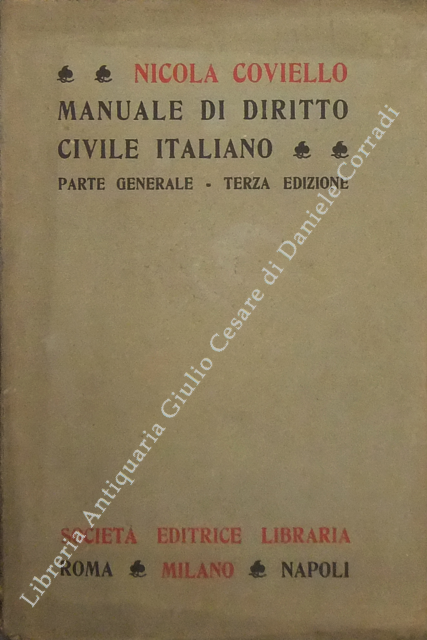 NICOLA COVIELLO
MANUALE DI DIRITTO
CIVILE ITALIANO
PARTE GENERALE - TERZA EDIZIONE
Libreria Antiquaria Giulio Cesare di Daniele Corradi
SOCIETÀ EDITRICE LIBRARIA
ROMA MILANO NAPOLI